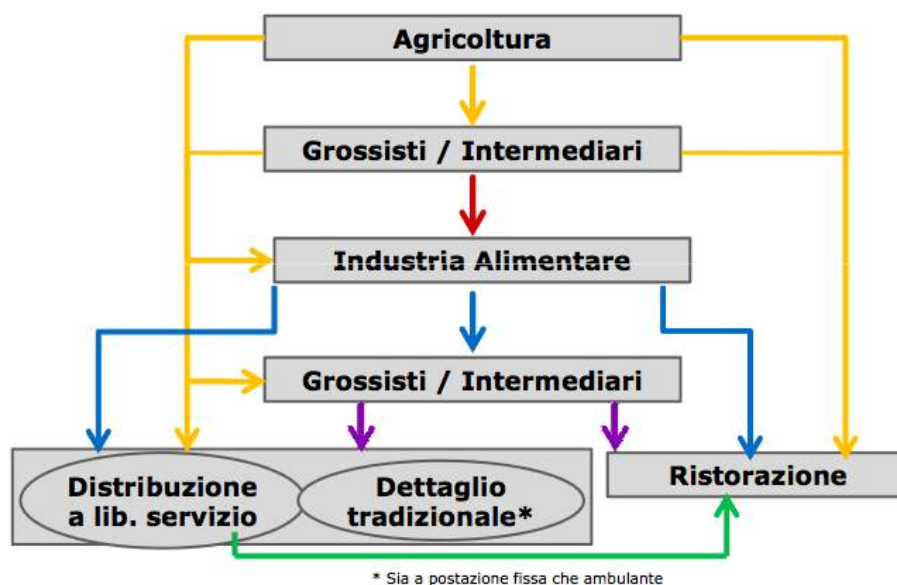 Agricoltura
Grossisti / Intermediari
Industria Alimentare
Grossisti / Intermediari
Distribuzione
a lib. servizio
Dettaglio
tradizionale*
Ristorazione
* Sia a postazione fissa che ambulante